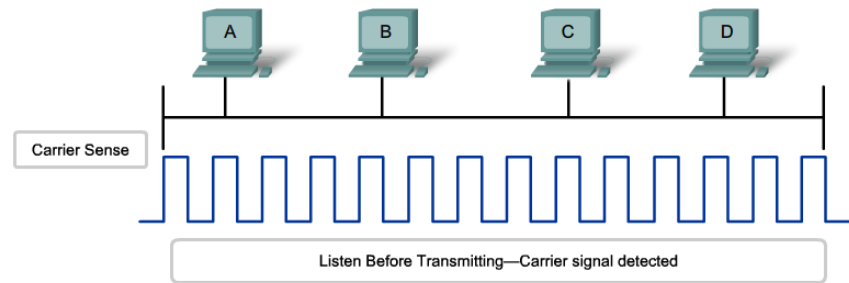 A
B
C
D
Carrier Sense
Listen Before Transmitting—Carrier signal detected